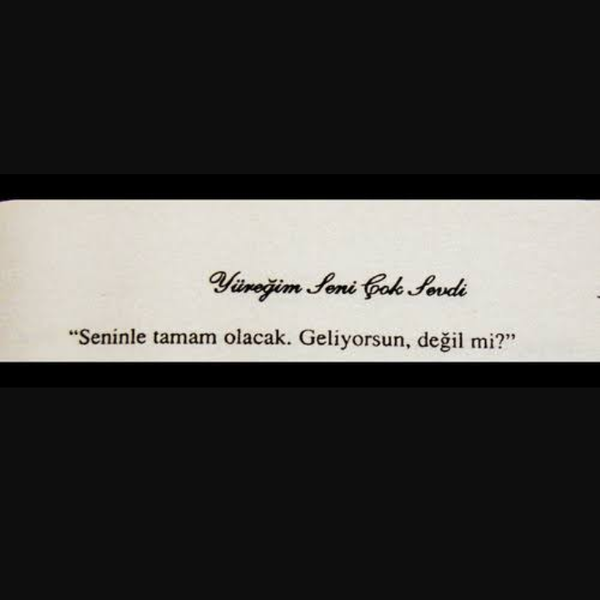 Yüreğim Seni Çok Sevdi
“Seninle tamam olacak. Geliyorsun, değil mi?”